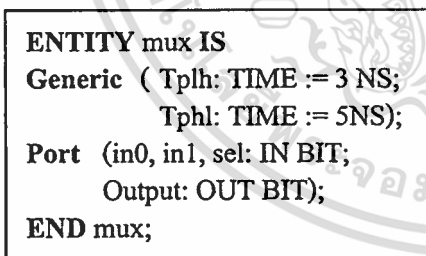 ENTITY mux IS
Generic ( Tplh: TIME := 3 NS;
Tphl: TIME := 5NS);
Port (in0, in1, sel: IN BIT;
Output: OUT BIT);
END mux;